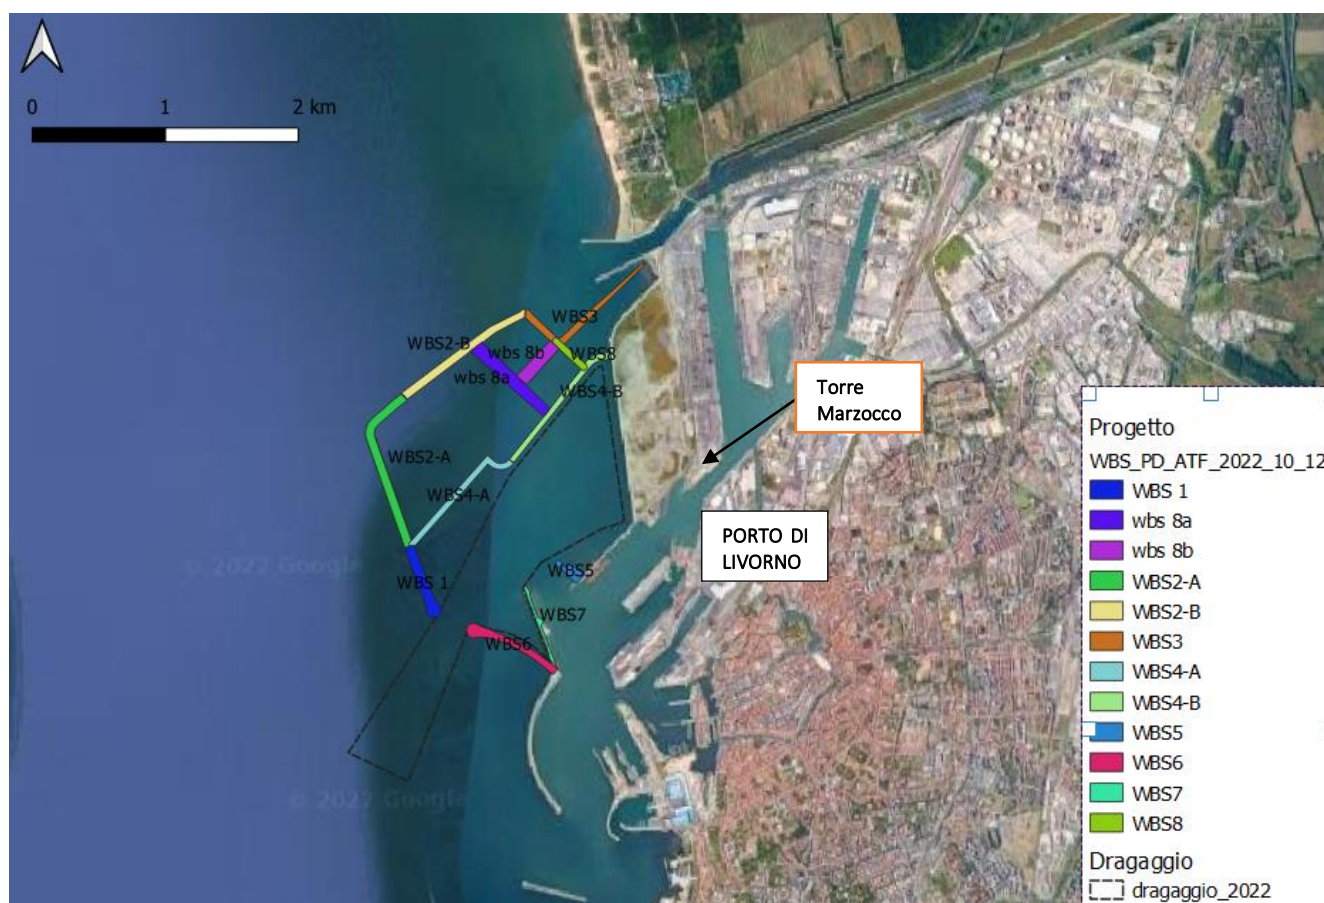 0 1 2 km
WBS3
WBS2-B
wbs 8b
WBS8
wbs 8a
WBS4-B
Torre
Marzocco
WBS2-A
WBS4-A
PORTO DI
LIVORNO
© 2022 Google
WBS5
WBS 1
WBS7
WBS6
© 2022 Google
Progetto
WBS_PD_ATF_2022_10_12
WBS 1
wbs 8a
wbs 8b
WBS2-A
WBS2-B
WBS3
WBS4-A
WBS4-B
WBS5
WBS6
WBS7
WBS8
Dragaggio
dragaggio_2022